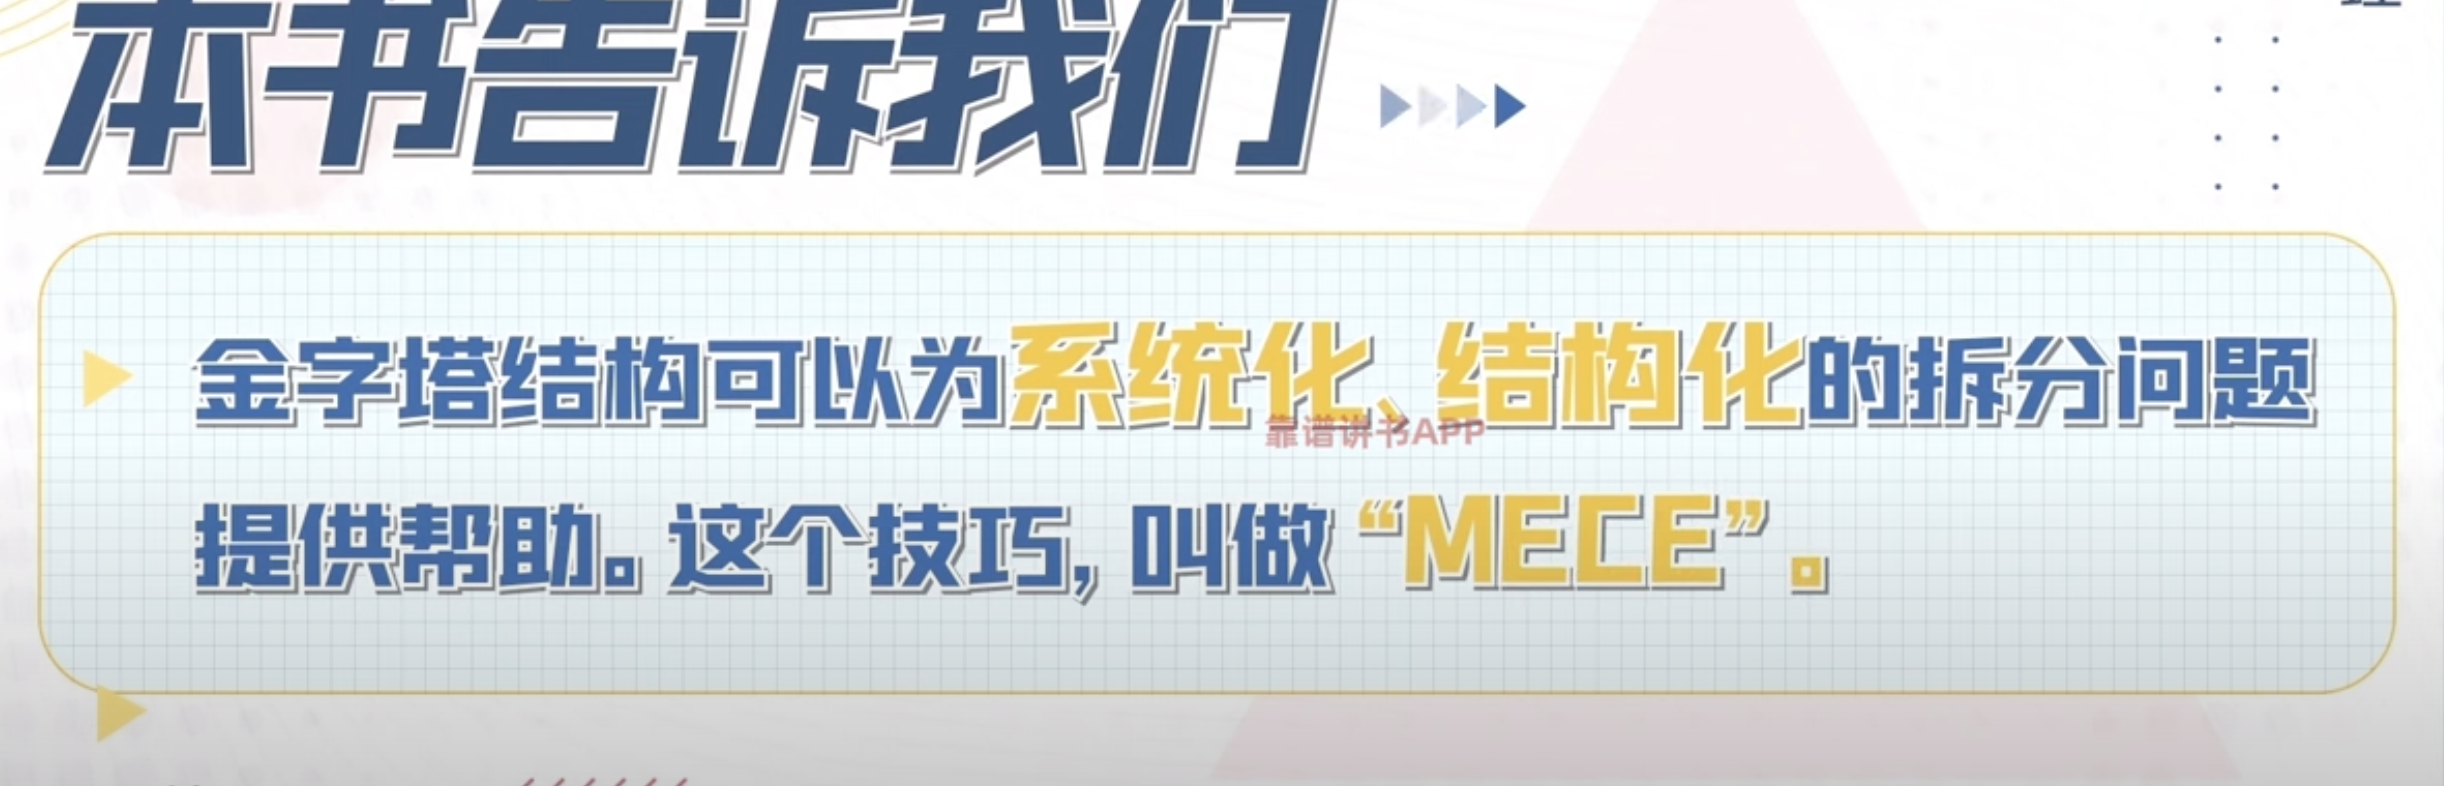 本书告诉我们
金字塔结构可以为系统化、结构化的拆分问题
靠谱讲书APP
提供帮助。这个技巧，叫做“MECE”。